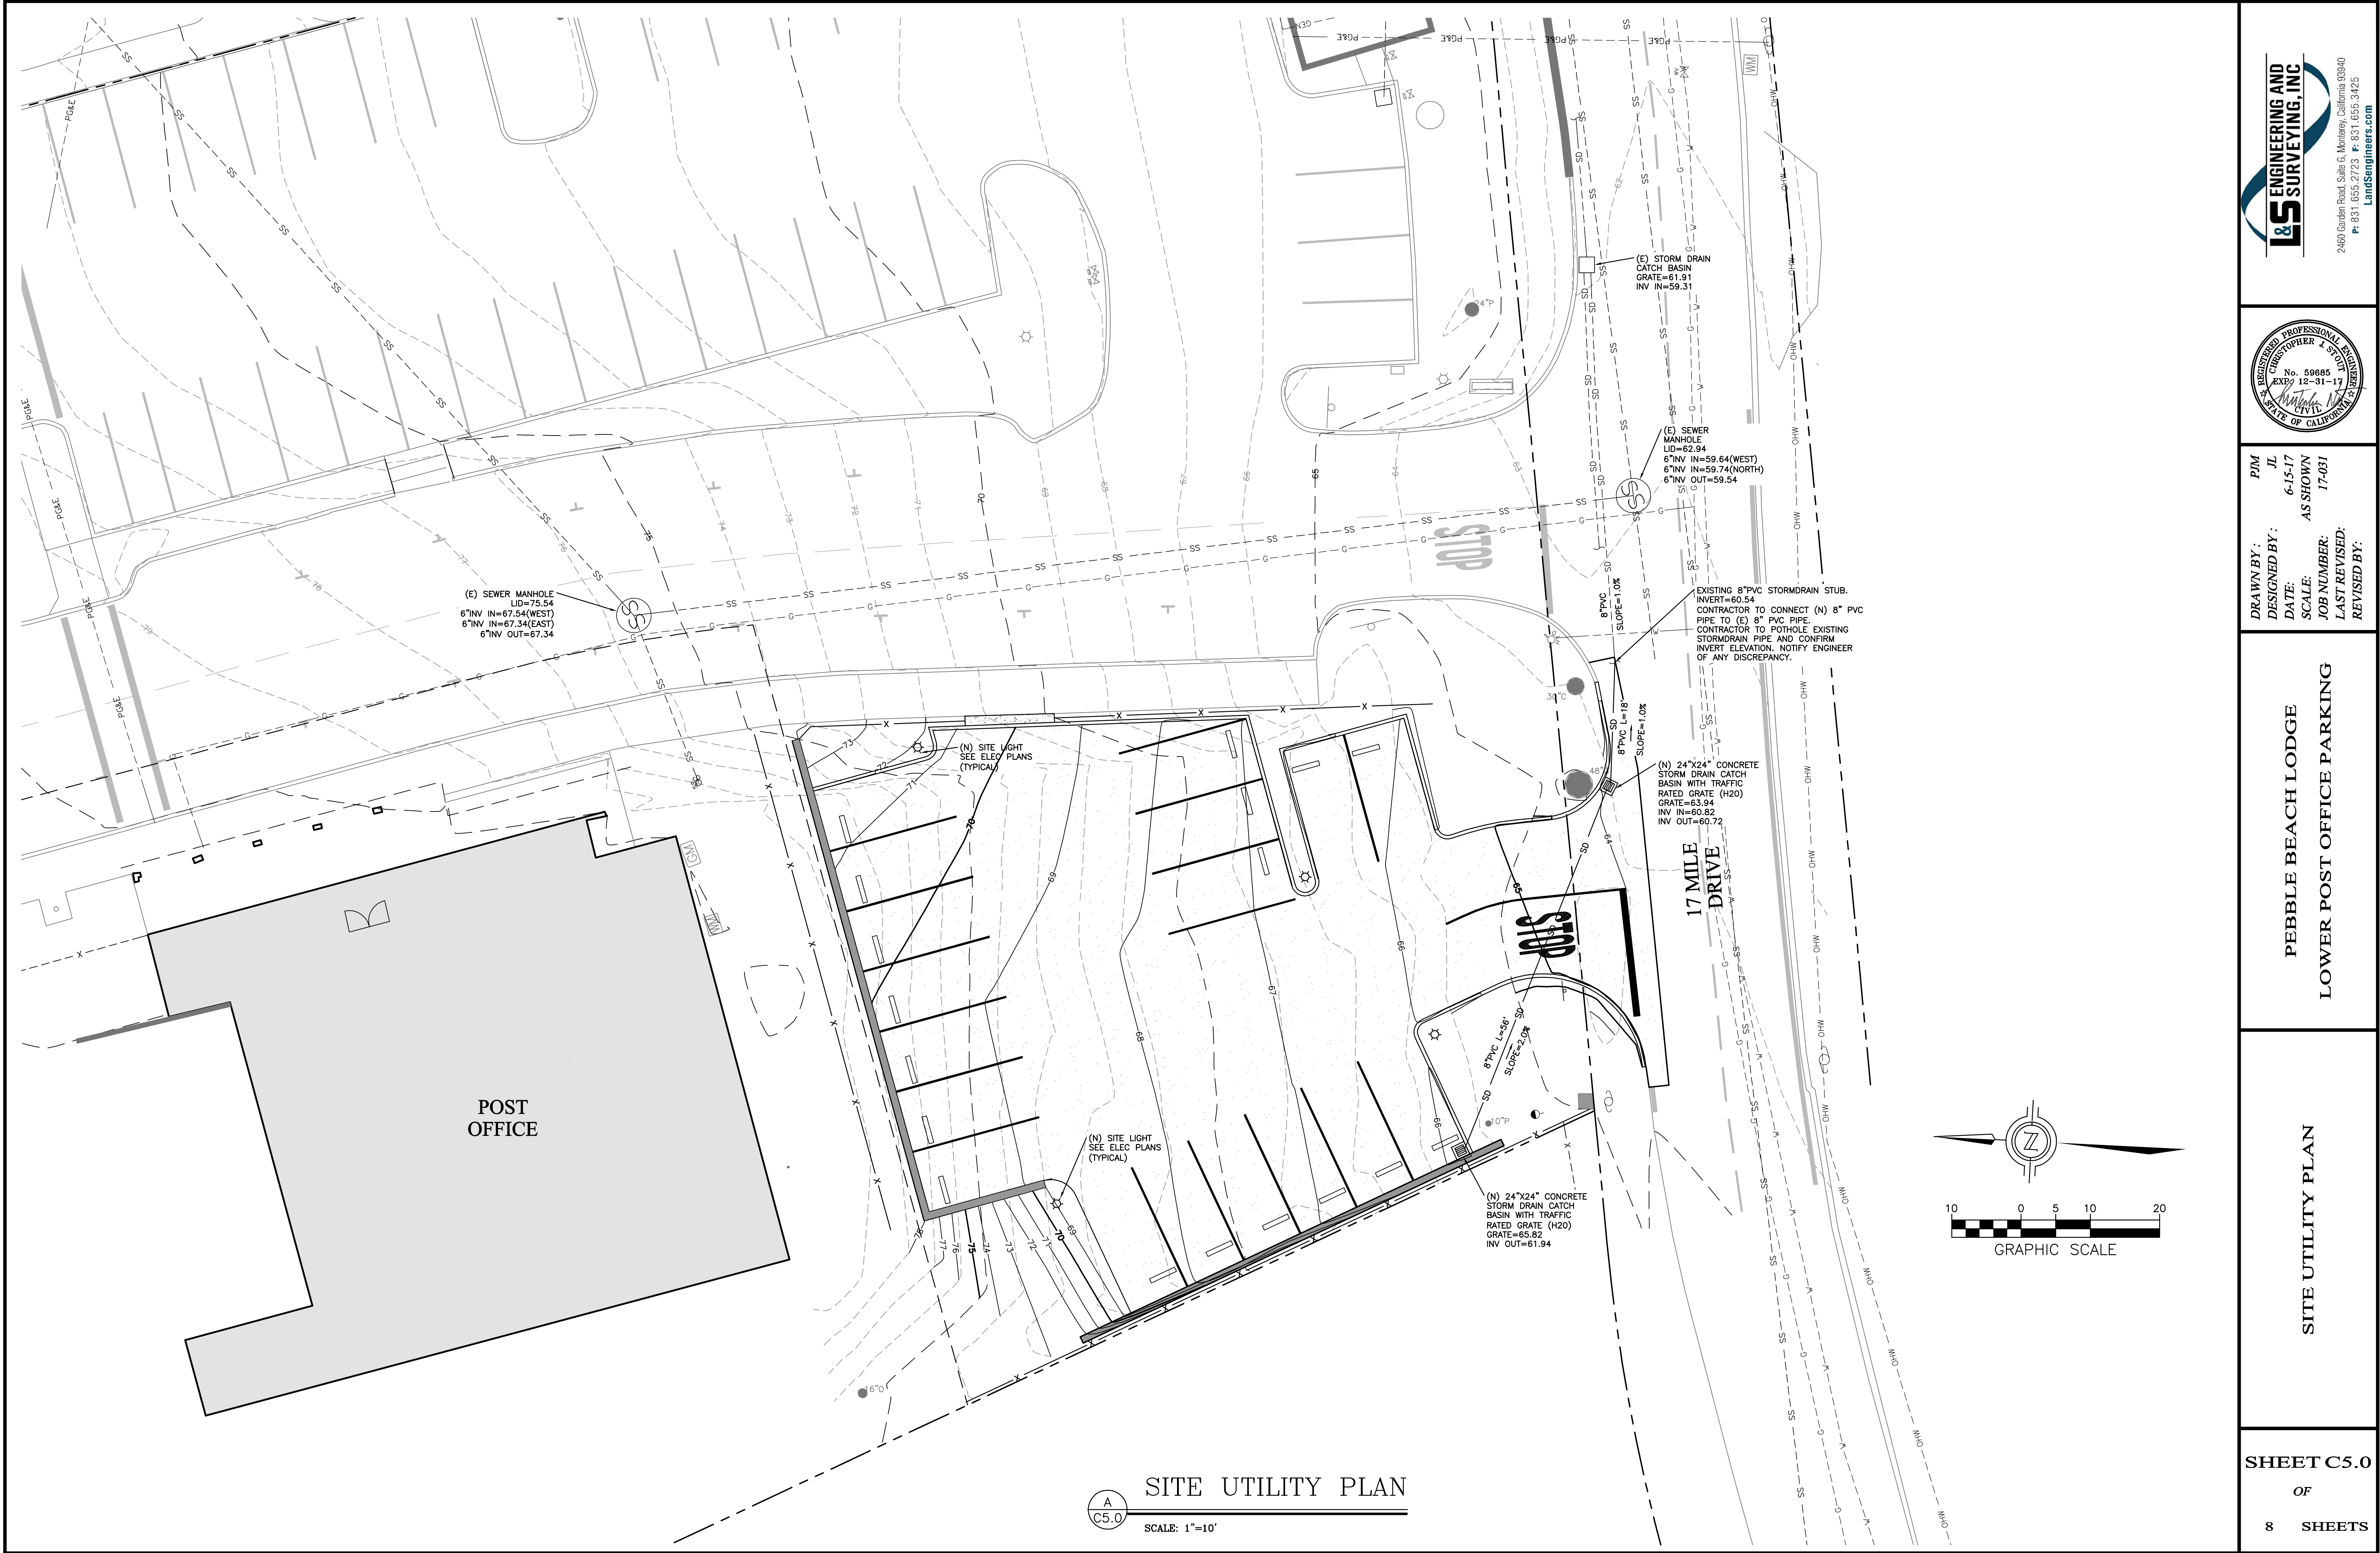 (E) STORM DRAIN
CATCH BASIN
GRATE=61.91
INV IN=59.31
(E) SEWER
MANHOLE
LID=62.94
6"INV IN=59.64(WEST)
6"INV IN=59.74(NORTH)
6"INV OUT=59.54
(E) SEWER MANHOLE
LID=75.54
6"INV IN=67.54(WEST)
6"INV IN=67.34(EAST)
6"INV OUT=67.34
EXISTING 8"PVC STORMDRAIN STUB.
INVERT=60.54
CONTRACTOR TO CONNECT (N) 8" PVC
PIPE TO (E) 8" PVC PIPE.
CONTRACTOR TO POTHOLE EXISTING
STORMDRAIN PIPE AND CONFIRM
INVERT ELEVATION. NOTIFY ENGINEER
OF ANY DISCREPANCY.
8"PVC
SLOPE=1.0%
8"PVC L=18'
SLOPE=1.0%
(N) SITE LIGHT
SEE ELEC PLANS
(TYPICAL)
(N) 24"X24" CONCRETE
STORM DRAIN CATCH
BASIN WITH TRAFFIC
RATED GRATE (H20)
GRATE=63.94
INV IN=60.82
INV OUT=60.72
17 MILE
DRIVE
STOP
STOP
24"P
30"C
48"
10"P
16"O
8"PVC L=56'
SLOPE=2.0%
POST
OFFICE
(N) SITE LIGHT
SEE ELEC PLANS
(TYPICAL)
(N) 24"X24" CONCRETE
STORM DRAIN CATCH
BASIN WITH TRAFFIC
RATED GRATE (H20)
GRATE=65.82
INV OUT=61.94
10 0 5 10 20
GRAPHIC SCALE
A
C5.0
SITE UTILITY PLAN
SCALE: 1"=10'
L&S ENGINEERING AND
SURVEYING, INC
2460 Garden Road, Suite G, Monterey, California 93940
P: 831.655.2723 F: 831.655.3425
LandSengineers.com
REGISTERED PROFESSIONAL ENGINEER
CHRISTOPHER J. STOUT
No. 59685
EXP. 12-31-17
CIVIL
STATE OF CALIFORNIA
DRAWN BY : PJM
DESIGNED BY : JL
DATE: 6-15-17
SCALE: AS SHOWN
JOB NUMBER: 17-031
LAST REVISED:
REVISED BY:
PEBBLE BEACH LODGE
LOWER POST OFFICE PARKING
SITE UTILITY PLAN
SHEET C5.0
OF
8 SHEETS